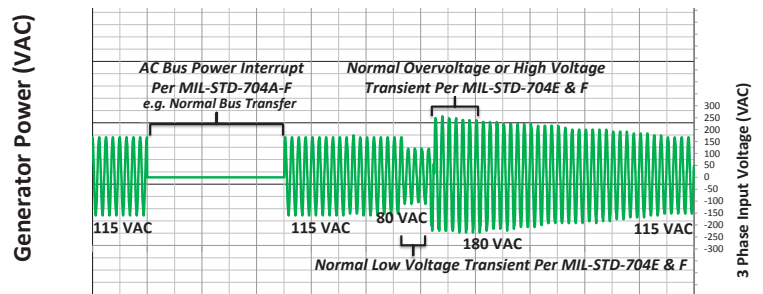 Generator Power (VAC)
AC Bus Power Interrupt
Per MIL-STD-704A-F
e.g. Normal Bus Transfer
Normal Overvoltage or High Voltage
Transient Per MIL-STD-704E & F
115 VAC
115 VAC
80 VAC
180 VAC
115 VAC
Normal Low Voltage Transient Per MIL-STD-704E & F
300
250
200
150
100
50
0
-50
-100
-150
-200
-250
-300
3 Phase Input Voltage (VAC)